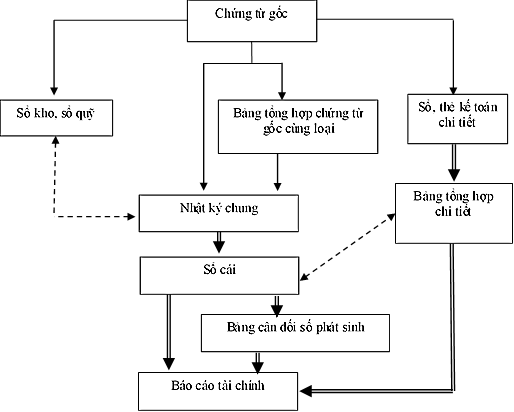 Chứng từ gốc
Sổ kho, sổ quỹ
Bảng tổng hợp chứng từ
gốc cùng loại
Sổ, thẻ kế toán
chi tiết
Nhật ký chung
Bảng tổng hợp
chi tiết
Sổ cái
Bảng cân đối số phát sinh
Báo cáo tài chính